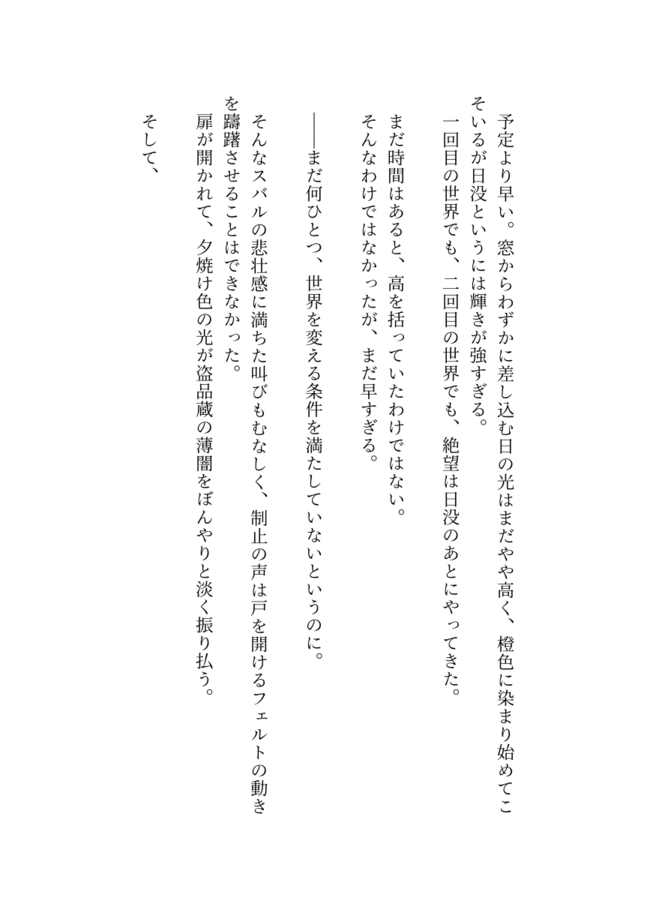 予定より早い。窓からわずかに差し込む日の光はまだやや高く、橙色に染まり始めてこ
そいるが日没というには輝きが強すぎる。
一回目の世界でも、二回目の世界でも、絶望は日没のあとにやってきた。
まだ時間はあると、高を括っていたわけではない。
そんなわけではなかったが、まだ早すぎる。
――まだ何ひとつ、世界を変える条件を満たしていないというのに。
そんなスバルの悲壮感に満ちた叫びもむなしく、制止の声は戸を開けるフェルトの動き
を躊躇させることはできなかった。
扉が開かれて、夕焼け色の光が盗品蔵の薄闇をぼんやりと淡く振り払う。
そして、